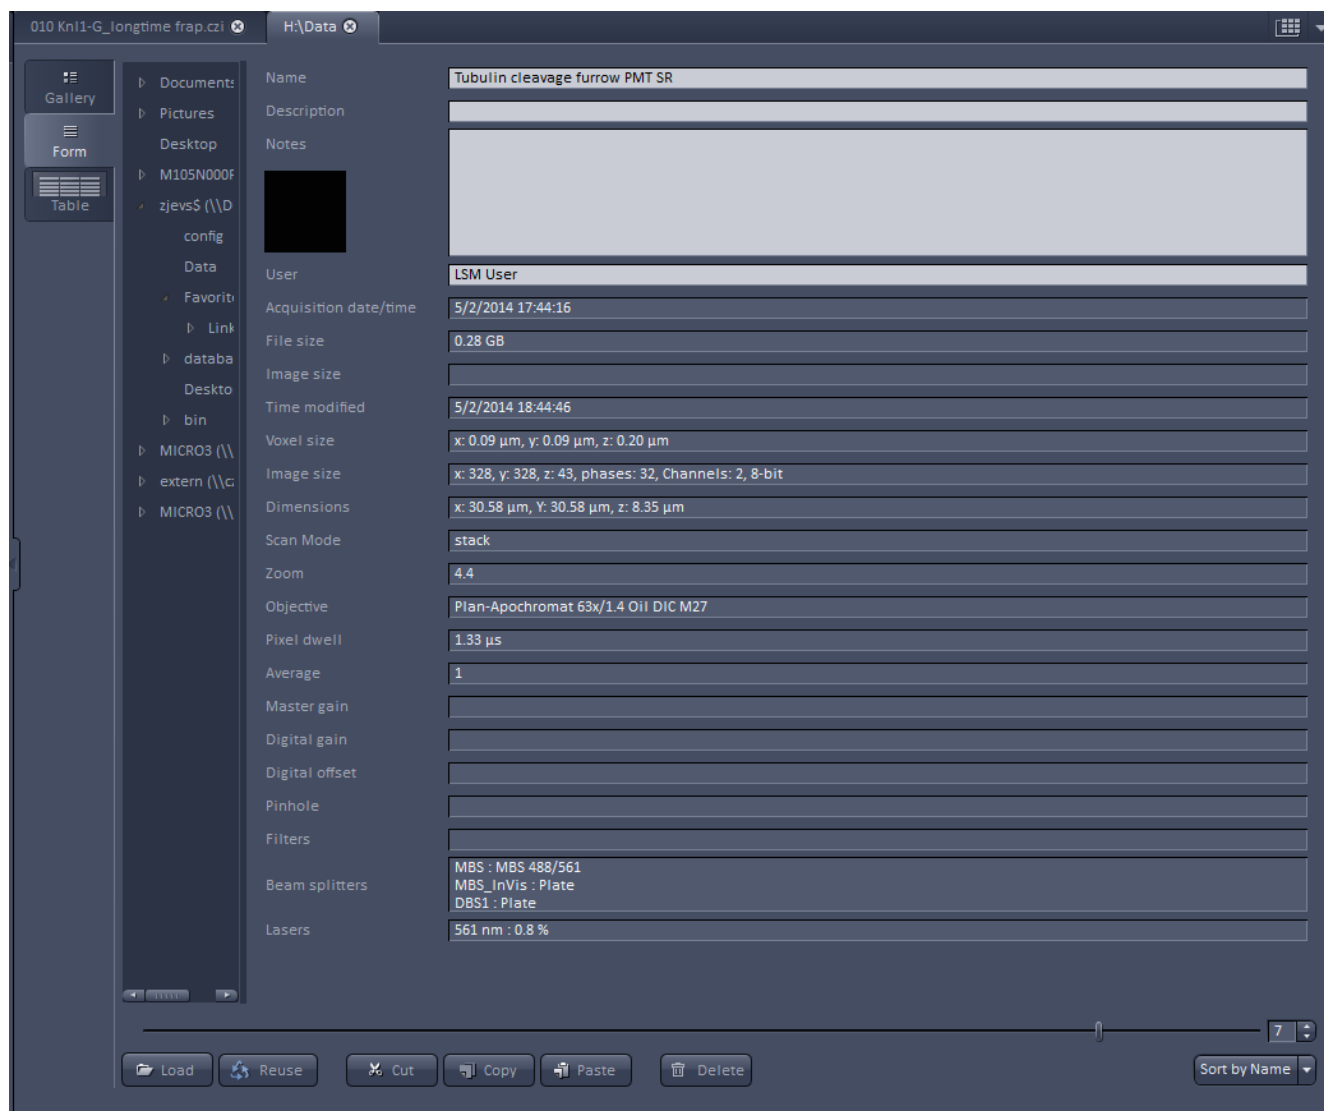 010 Knl1-G_longtime frap.czi
H:\Data
Gallery
Form
Table
Documents
Pictures
Desktop
M105N000F
zjevs$ (\\D
config
Data
Favorite
Link
databa
Deskto
bin
MICRO3 (\\
extern (\\cz
MICRO3 (\\
Name Tubulin cleavage furrow PMT SR
Description
Notes
User LSM User
Acquisition date/time 5/2/2014 17:44:16
File size 0.28 GB
Image size
Time modified 5/2/2014 18:44:46
Voxel size x: 0.09 µm, y: 0.09 µm, z: 0.20 µm
Image size x: 328, y: 328, z: 43, phases: 32, Channels: 2, 8-bit
Dimensions x: 30.58 µm, Y: 30.58 µm, z: 8.35 µm
Scan Mode stack
Zoom 4.4
Objective Plan-Apochromat 63x/1.4 Oil DIC M27
Pixel dwell 1.33 µs
Average 1
Master gain
Digital gain
Digital offset
Pinhole
Filters
Beam splitters MBS : MBS 488/561
MBS_InVis : Plate
DBS1 : Plate
Lasers 561 nm : 0.8 %
7
Load Reuse Cut Copy Paste Delete Sort by Name